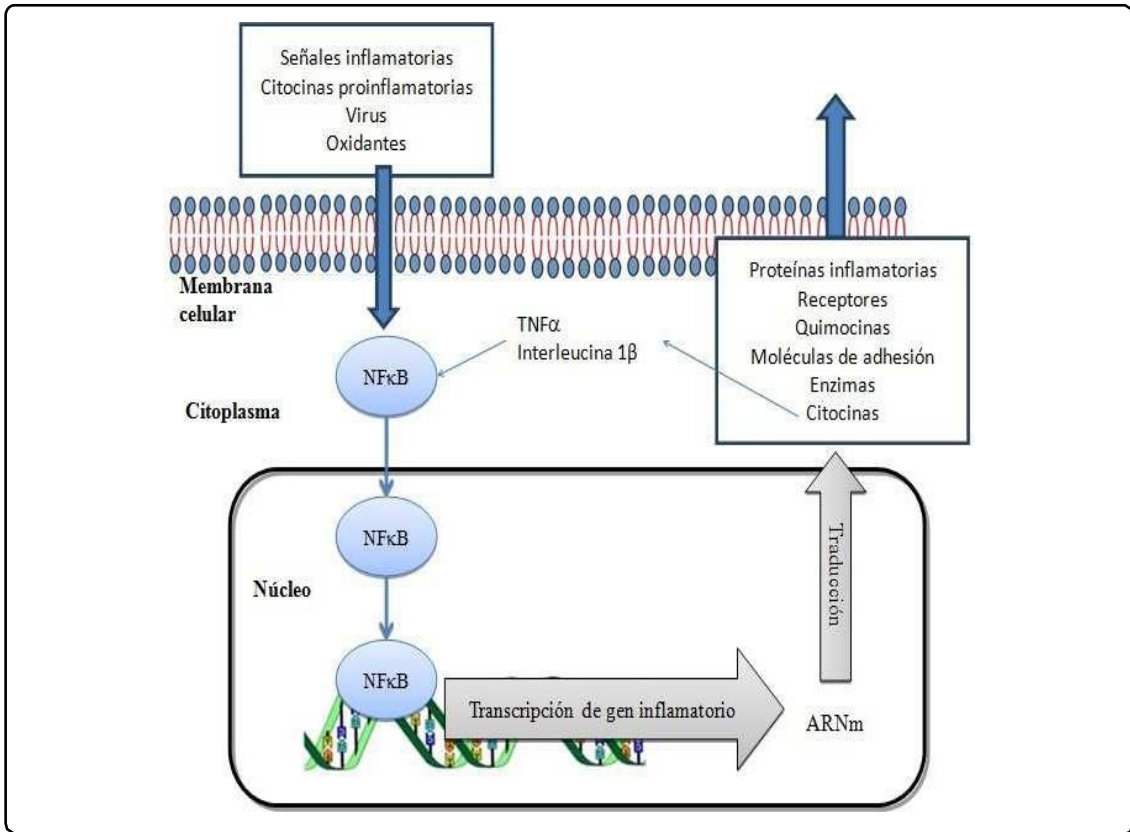 Señales inflamatorias
Citocinas proinflamatorias
Virus
Oxidantes
Membrana
celular
Proteínas inflamatorias
Receptores
Quimocinas
Moléculas de adhesión
Enzimas
Citocinas
TNFα
Interleucina 1β
NFκB
Citoplasma
NFκB
Núcleo
Traducción
NFκB
Transcripción de gen inflamatorio
ARNm